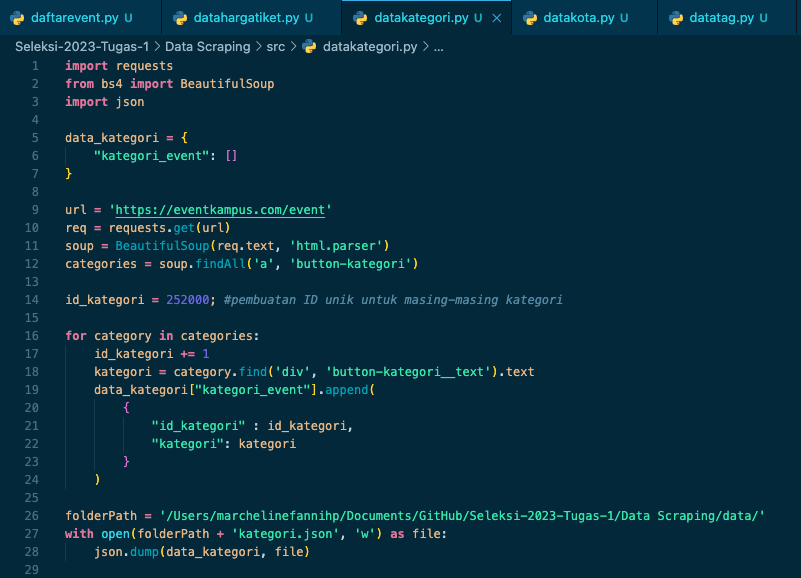 daftarevent.py U datahargatiket.py U datakategori.py U × datakota.py U datatag.py U
Seleksi-2023-Tugas-1 > Data Scraping > src > datakategori.py > ...
1 import requests
2 from bs4 import BeautifulSoup
3 import json
4
5 data_kategori = {
6     "kategori_event": []
7 }
8
9 url = 'https://eventkampus.com/event'
10 req = requests.get(url)
11 soup = BeautifulSoup(req.text, 'html.parser')
12 categories = soup.findAll('a', 'button-kategori')
13
14 id_kategori = 252000; #pembuatan ID unik untuk masing-masing kategori
15
16 for category in categories:
17     id_kategori += 1
18     kategori = category.find('div', 'button-kategori__text').text
19     data_kategori["kategori_event"].append(
20         {
21             "id_kategori" : id_kategori,
22             "kategori": kategori
23         }
24     )
25
26 folderPath = '/Users/marchelinefannihp/Documents/GitHub/Seleksi-2023-Tugas-1/Data Scraping/data/'
27 with open(folderPath + 'kategori.json', 'w') as file:
28     json.dump(data_kategori, file)
29